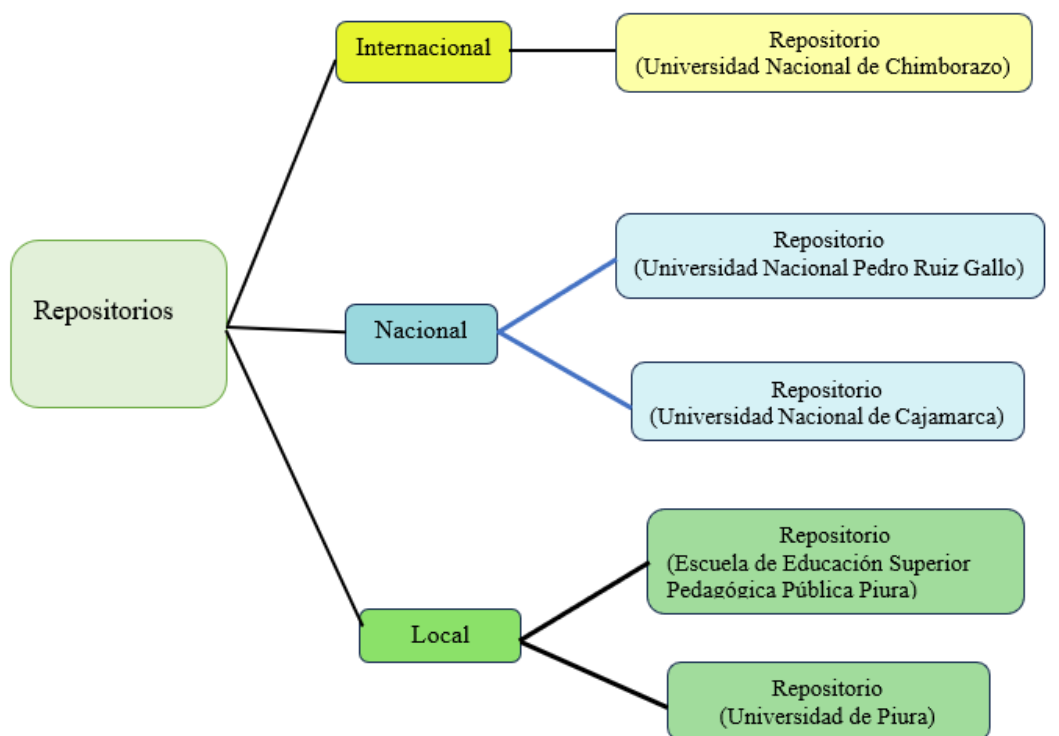 Repositorios
Internacional
Repositorio
(Universidad Nacional de Chimborazo)
Nacional
Repositorio
(Universidad Nacional Pedro Ruiz Gallo)
Repositorio
(Universidad Nacional de Cajamarca)
Local
Repositorio
(Escuela de Educación Superior
Pedagógica Pública Piura)
Repositorio
(Universidad de Piura)